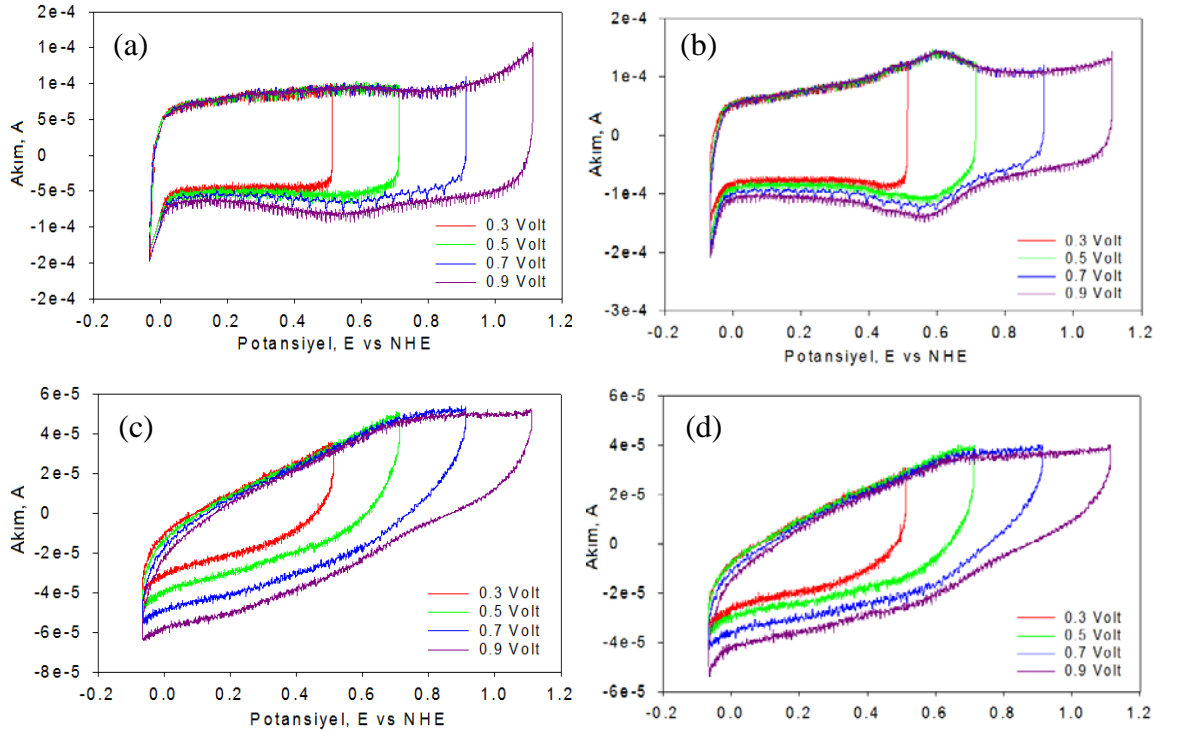 (a)
Akım, A
2e-4
1e-4
1e-4
5e-5
0
-5e-5
-1e-4
-2e-4
-2e-4
-0.2 0.0 0.2 0.4 0.6 0.8 1.0 1.2
Potansiyel, E vs NHE
0.3 Volt
0.5 Volt
0.7 Volt
0.9 Volt
(b)
Akım, A
2e-4
1e-4
0
-1e-4
-2e-4
-3e-4
-0.2 0.0 0.2 0.4 0.6 0.8 1.0 1.2
Potansiyel, E vs NHE
0.3 Volt
0.5 Volt
0.7 Volt
0.9 Volt
(c)
Akım, A
6e-5
4e-5
2e-5
0
-2e-5
-4e-5
-6e-5
-8e-5
-0.2 0.0 0.2 0.4 0.6 0.8 1.0 1.2
Potansiyel, E vs NHE
0.3 Volt
0.5 Volt
0.7 Volt
0.9 Volt
(d)
Akım, A
6e-5
4e-5
2e-5
0
-2e-5
-4e-5
-6e-5
-0.2 0.0 0.2 0.4 0.6 0.8 1.0 1.2
0.3 Volt
0.5 Volt
0.7 Volt
0.9 Volt